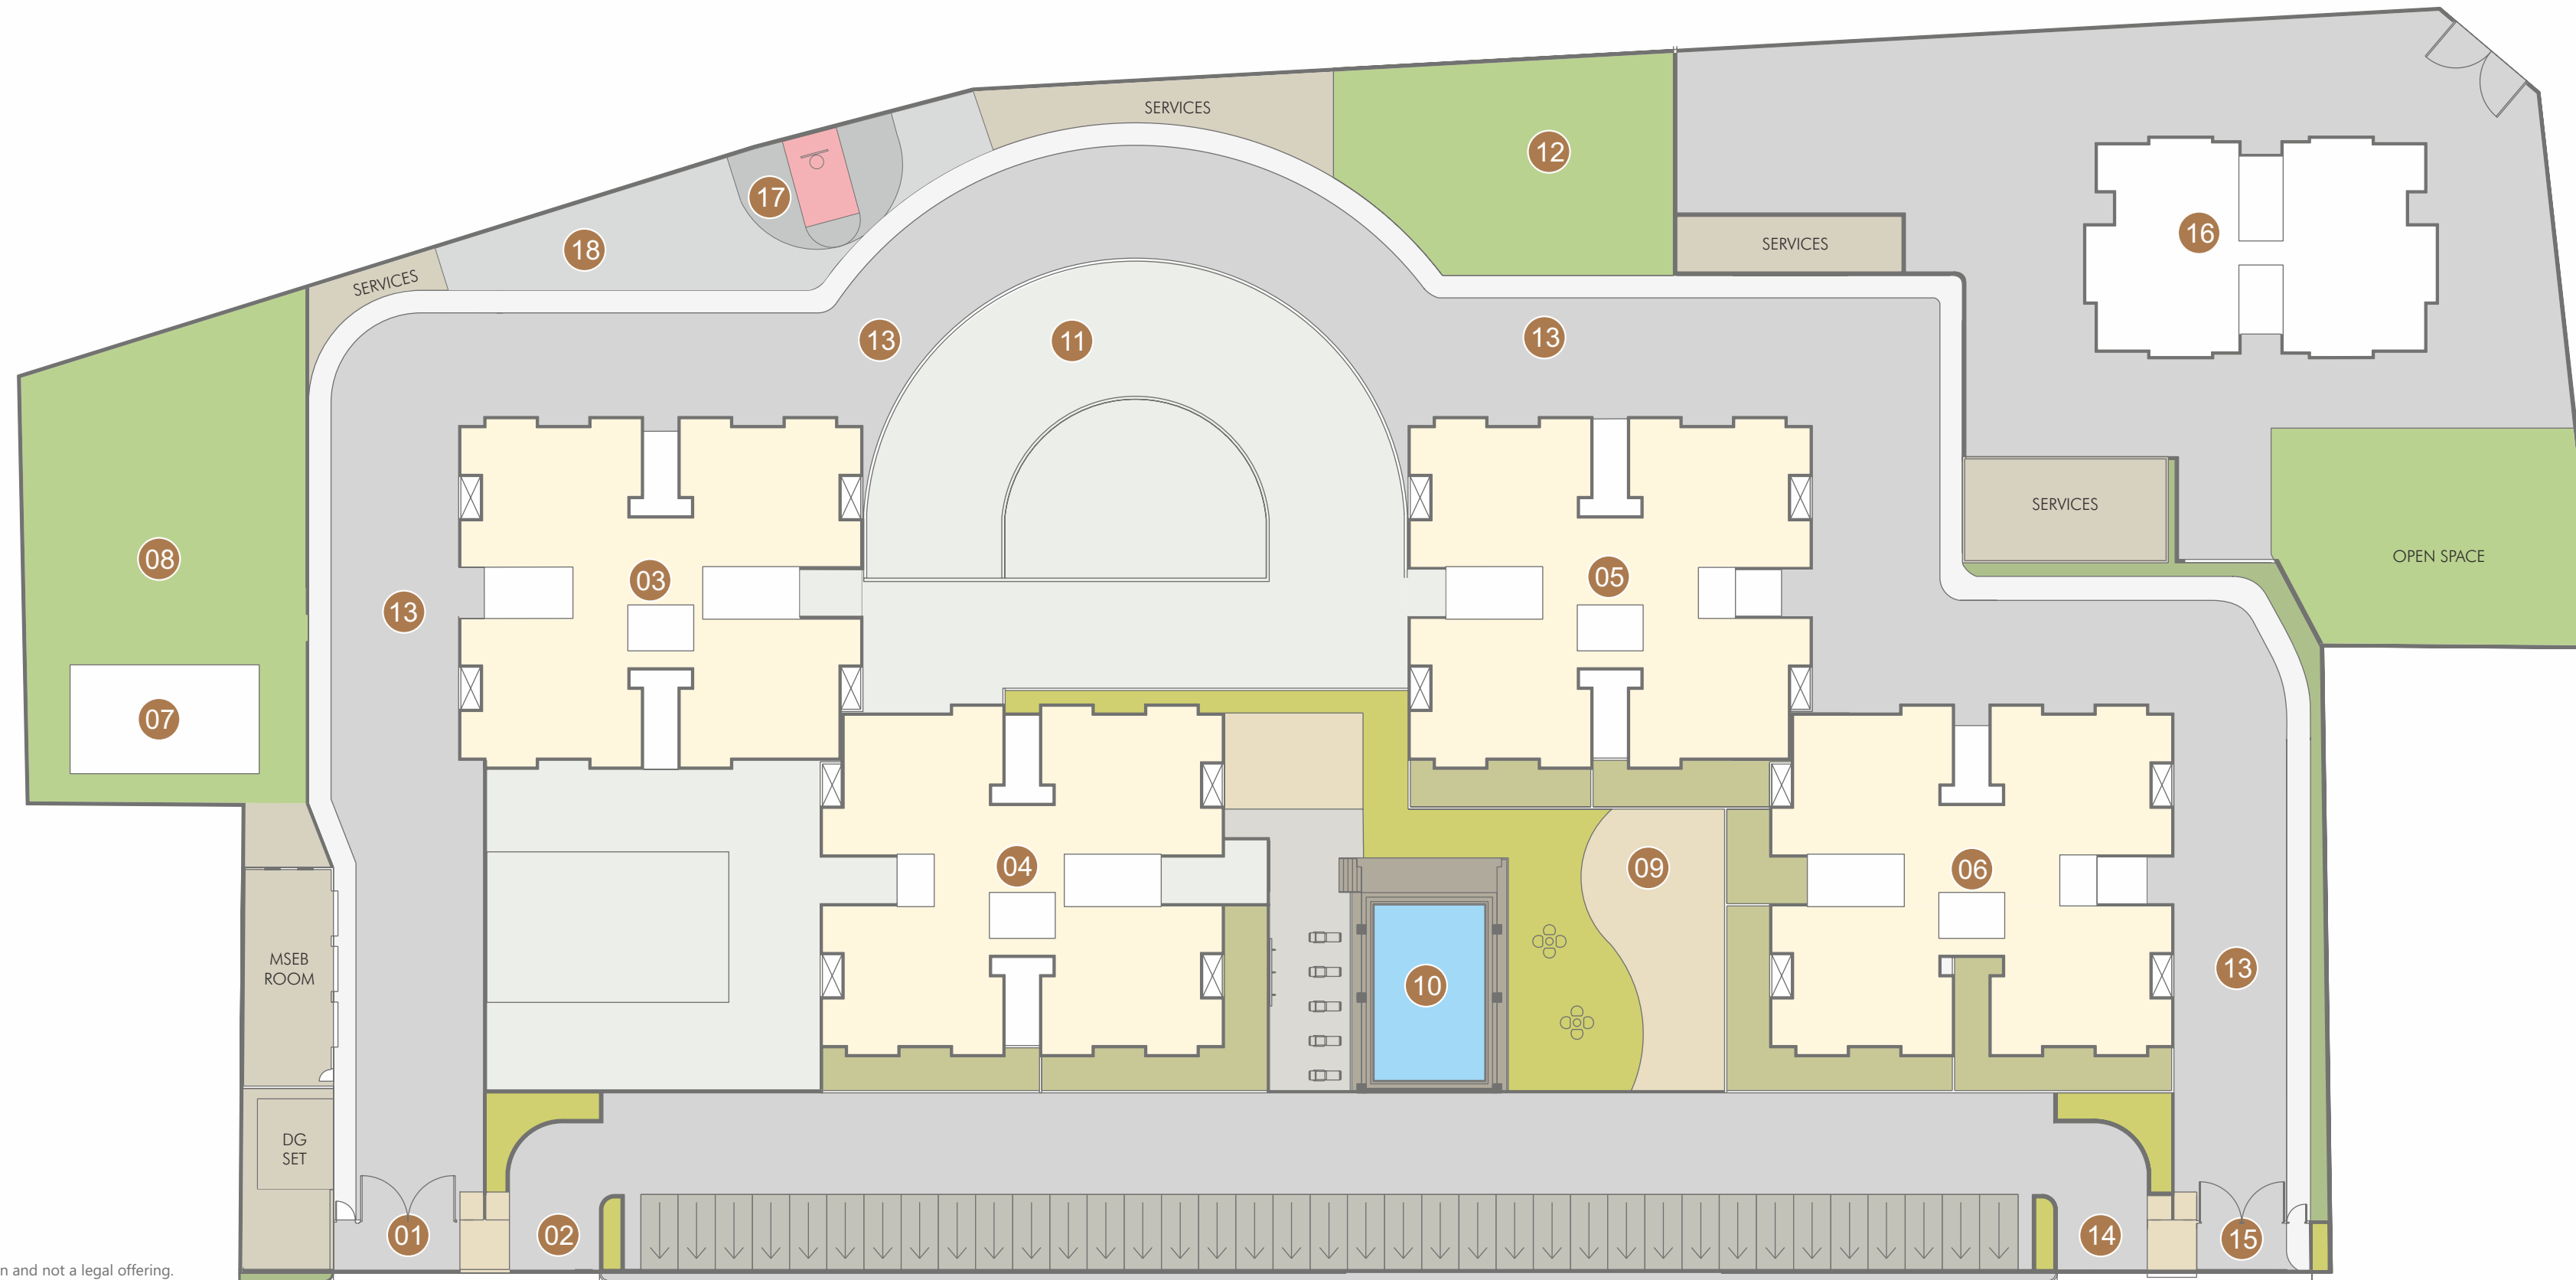 SERVICES
12
17
16
18
SERVICES
SERVICES
13
11
13
SERVICES
08
03
05
OPEN SPACE
13
07
04
09
06
MSEB
ROOM
10
13
DG
SET
01
02
14
15
n and not a legal offering.